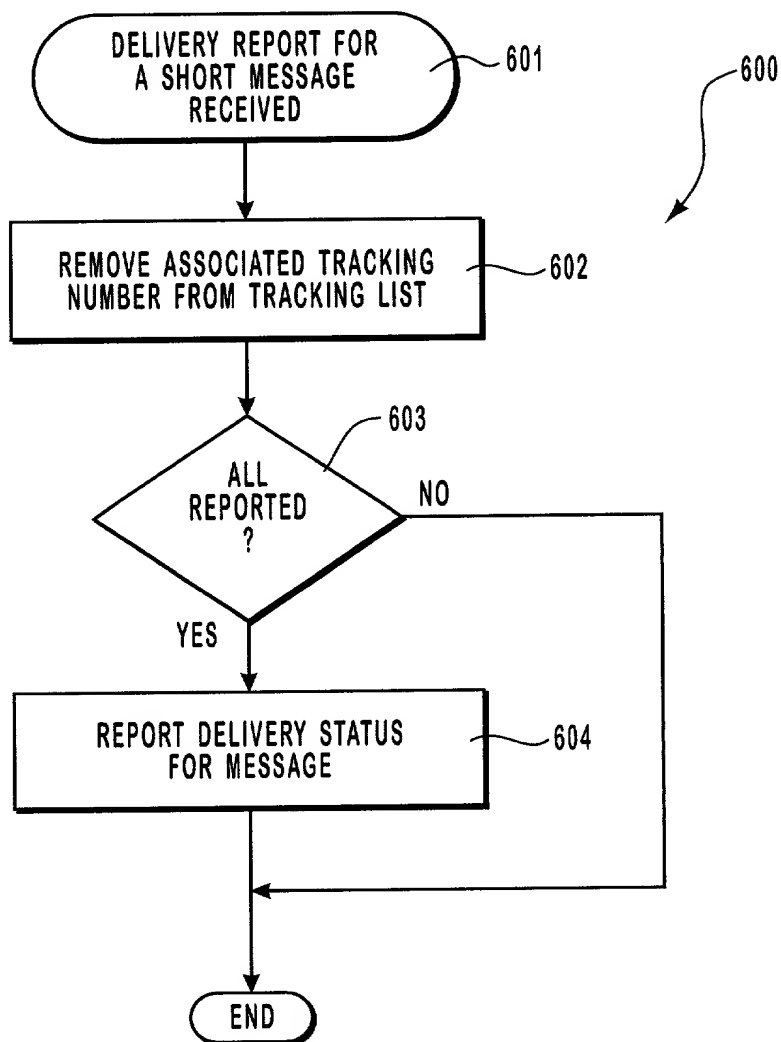 DELIVERY REPORT FOR
A SHORT MESSAGE
RECEIVED
601
600
REMOVE ASSOCIATED TRACKING
NUMBER FROM TRACKING LIST
602
603
ALL
REPORTED
?
NO
YES
REPORT DELIVERY STATUS
FOR MESSAGE
604
END